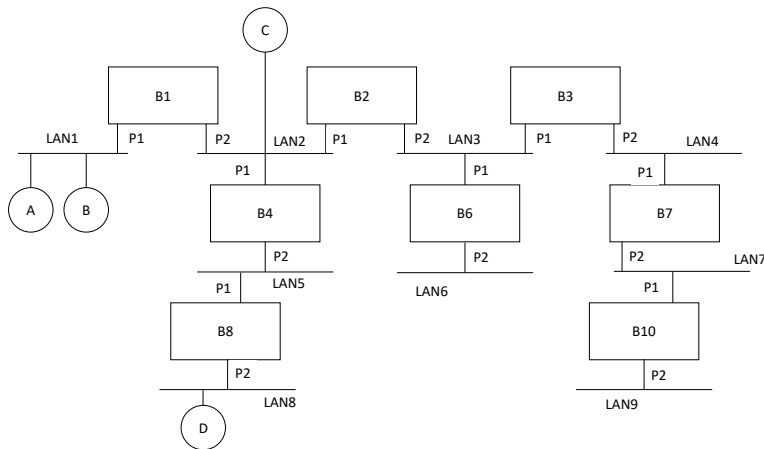 C
B1
B2
B3
LAN1
P1
P2
LAN2
P1
P2
LAN3
P1
P2
LAN4
P1
P1
P1
A
B
B4
B6
B7
P2
P2
P2
LAN5
LAN6
LAN7
P1
P1
B8
B10
P2
P2
LAN8
LAN9
D